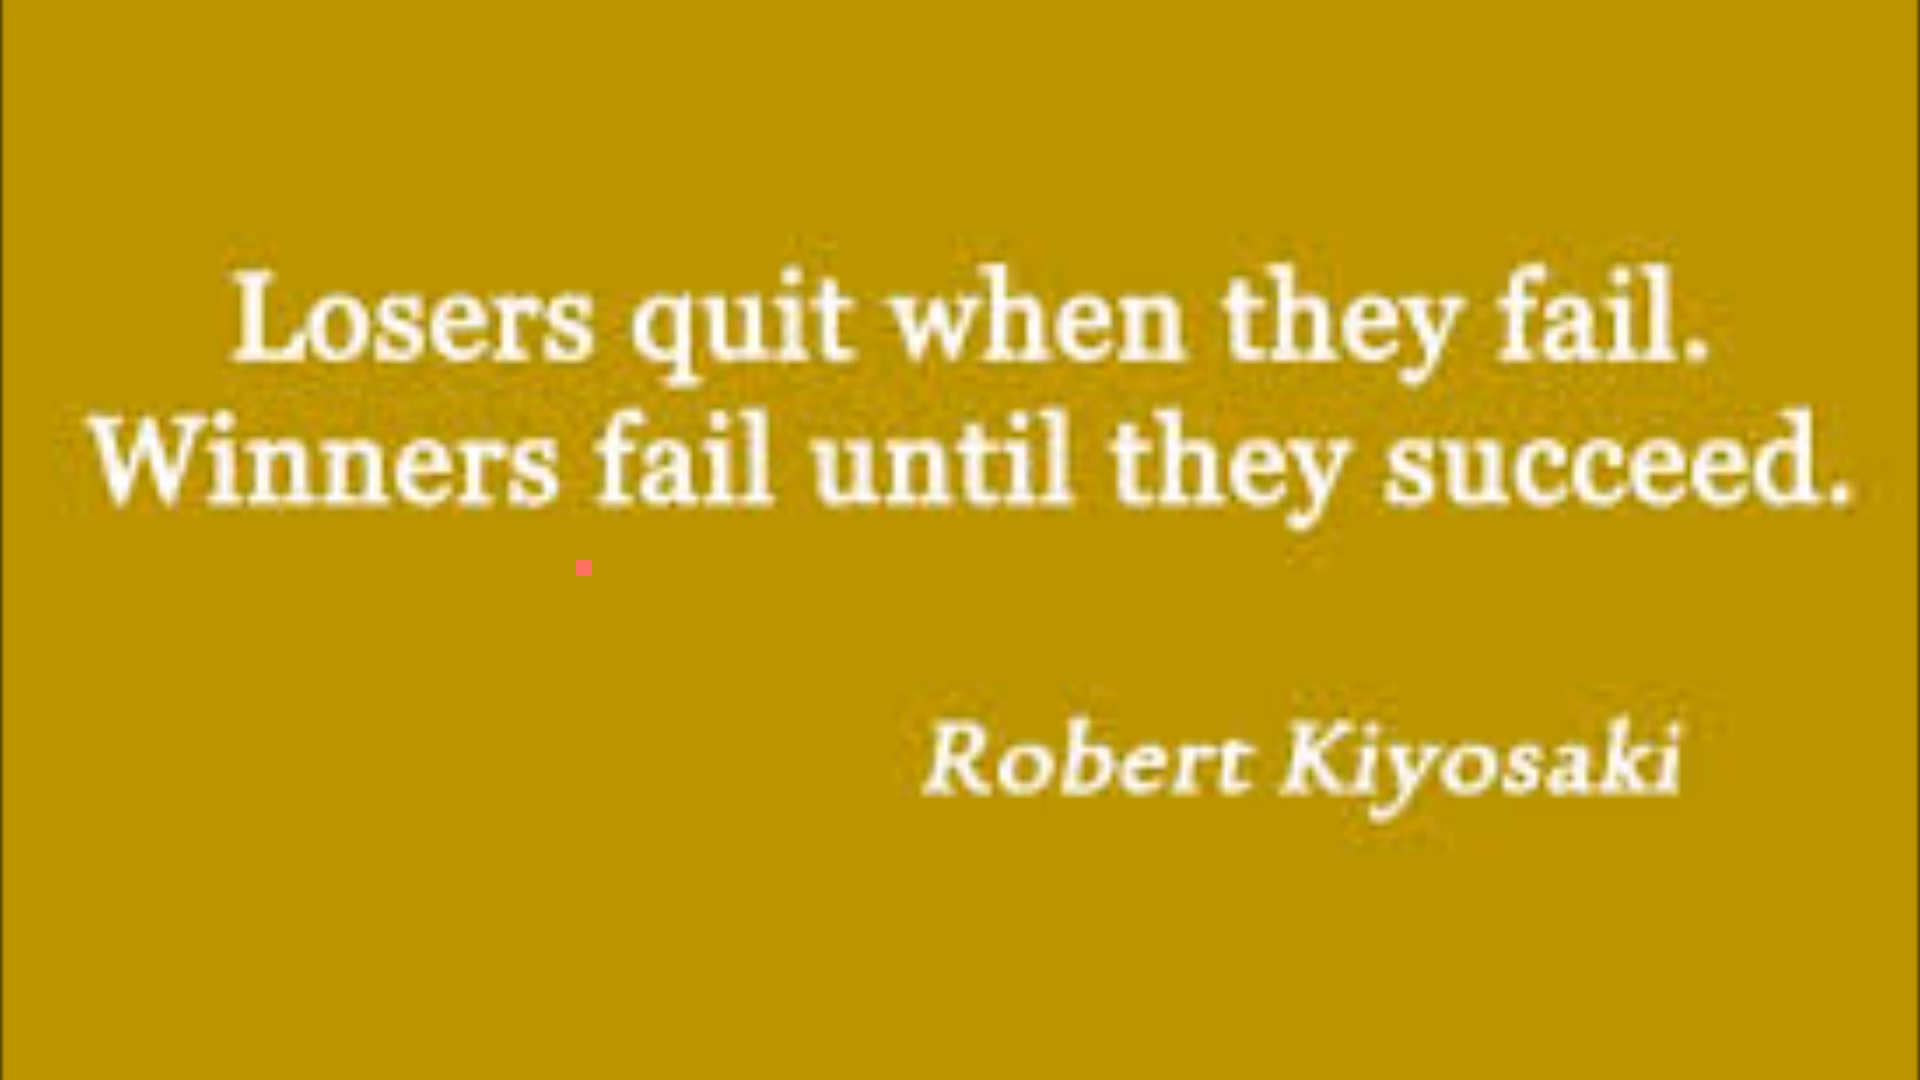 Losers quit when they fail.
Winners fail until they succeed.
Robert Kiyosaki